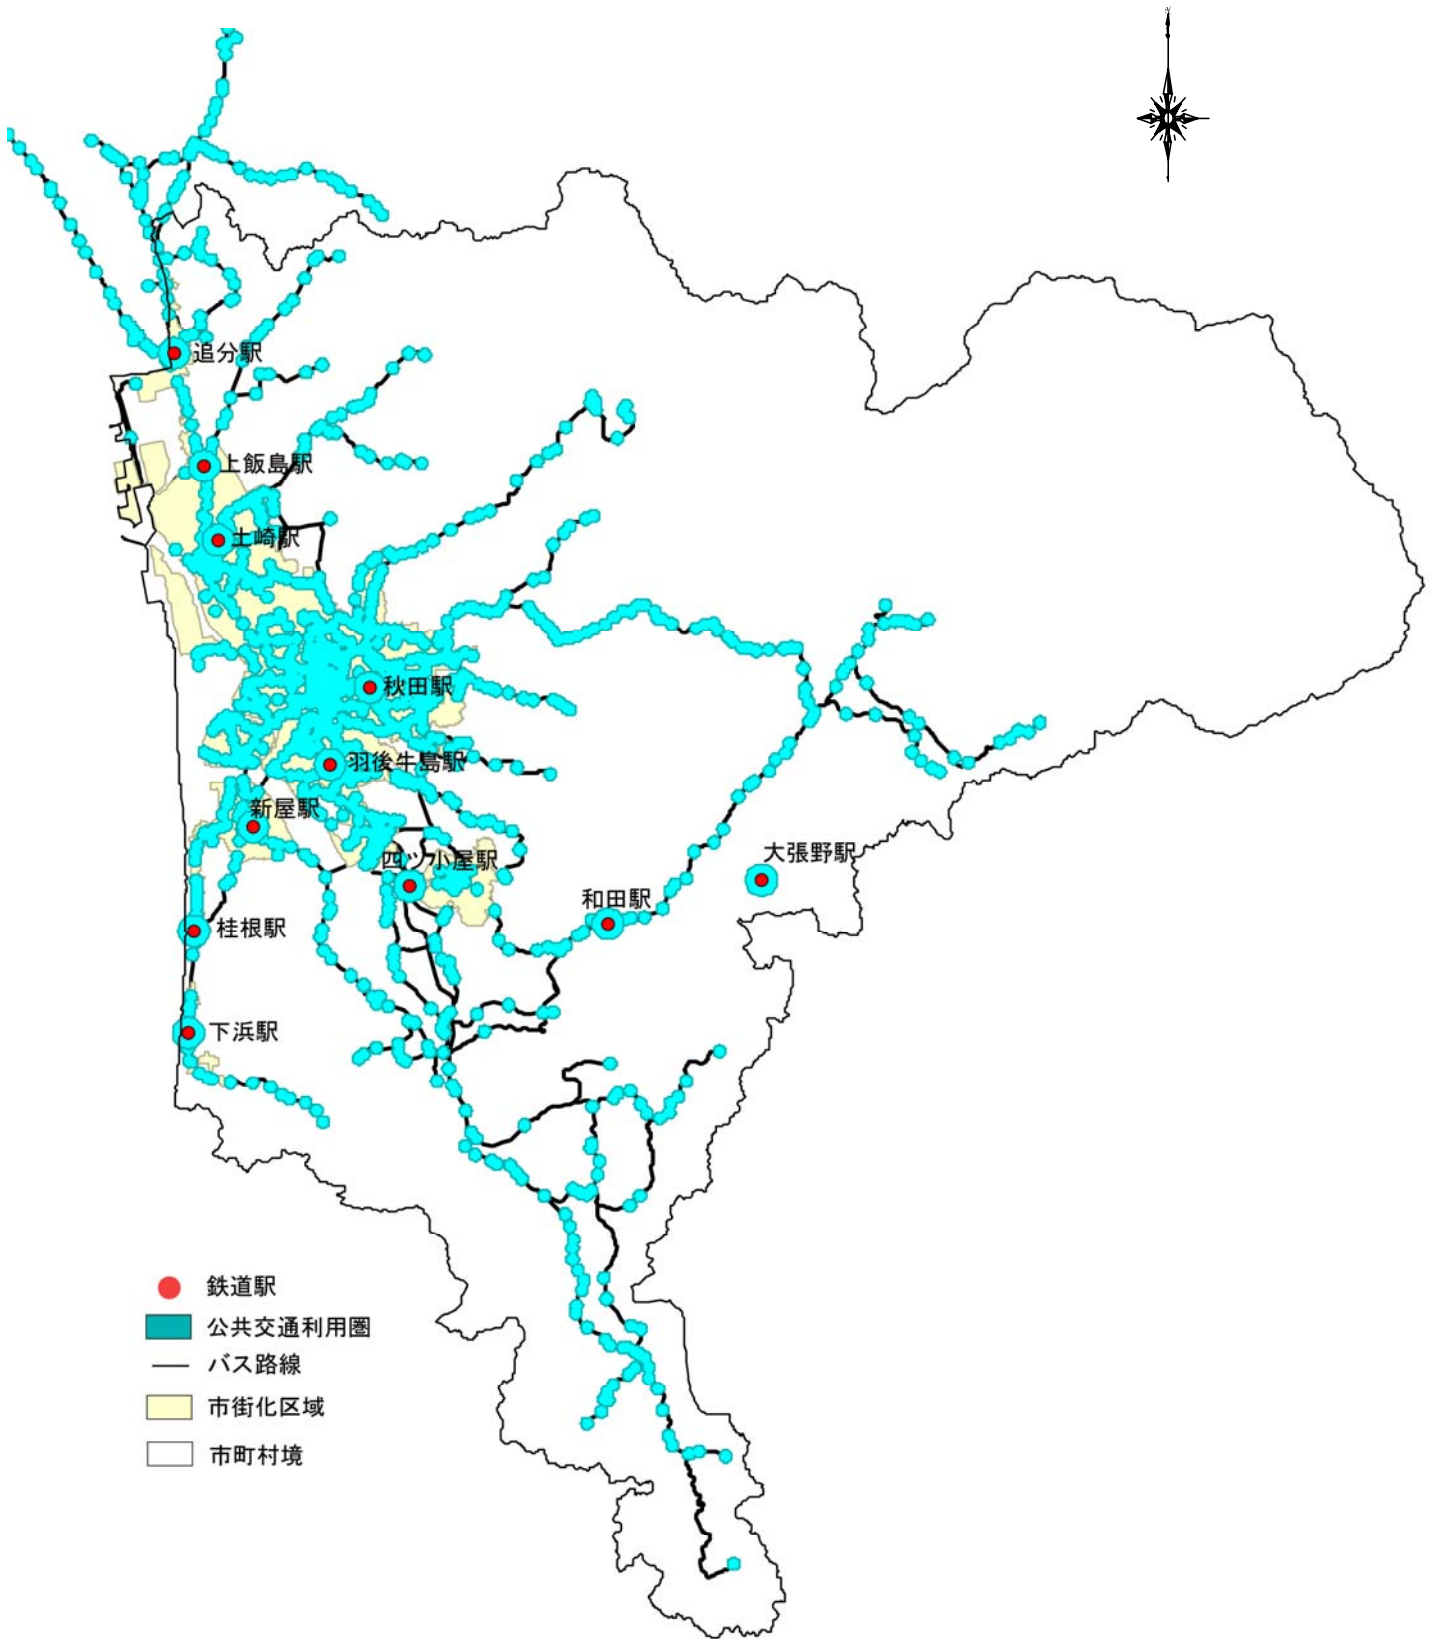 追分駅
上飯島駅
土崎駅
秋田駅
羽後牛島駅
新屋駅
大張野駅
四ツ小屋駅
和田駅
桂根駅
下浜駅
鉄道駅
公共交通利用圏
バス路線
市街化区域
市町村境